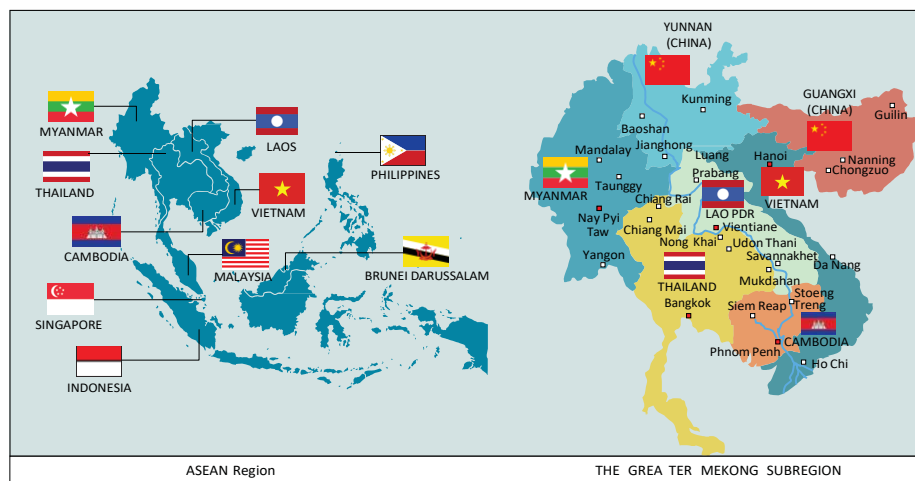 MYANMAR
LAOS
THAILAND
PHILIPPINES
VIETNAM
CAMBODIA
MALAYSIA
BRUNEI DARUSSALAM
SINGAPORE
INDONESIA
ASEAN Region
YUNNAN
(CHINA)
GUANGXI
(CHINA)
Kunming
Guilin
Baoshan
Mandalay
Jianghong
Luang
Prabang
Hanoi
Nanning
Chongzuo
Taunggy
MYANMAR
VIETNAM
Chiang Rai
LAO PDR
Nay Pyi
Taw
Chiang Mai
Vientiane
Nong Khai
Udon Thani
Yangon
Savannakhet
Da Nang
THAILAND
Mukdahan
Bangkok
Siem Reap
Stoeng
Treng
CAMBODIA
Phnom Penh
Ho Chi
THE GREA TER MEKONG SUBREGION